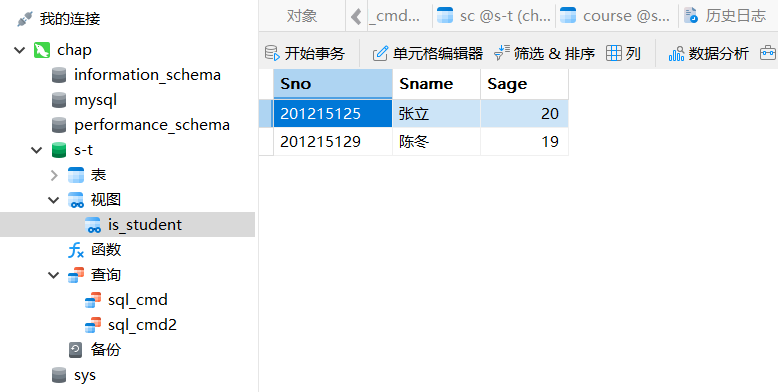 我的连接
chap
information_schema
mysql
performance_schema
s-t
表
视图
is_student
函数
查询
sql_cmd
sql_cmd2
备份
sys
对象 _cmd... sc @s-t (ch... course @s... 历史日志
开始事务 单元格编辑器 筛选 & 排序 列 数据分析
Sno Sname Sage
201215125 张立 20
201215129 陈冬 19